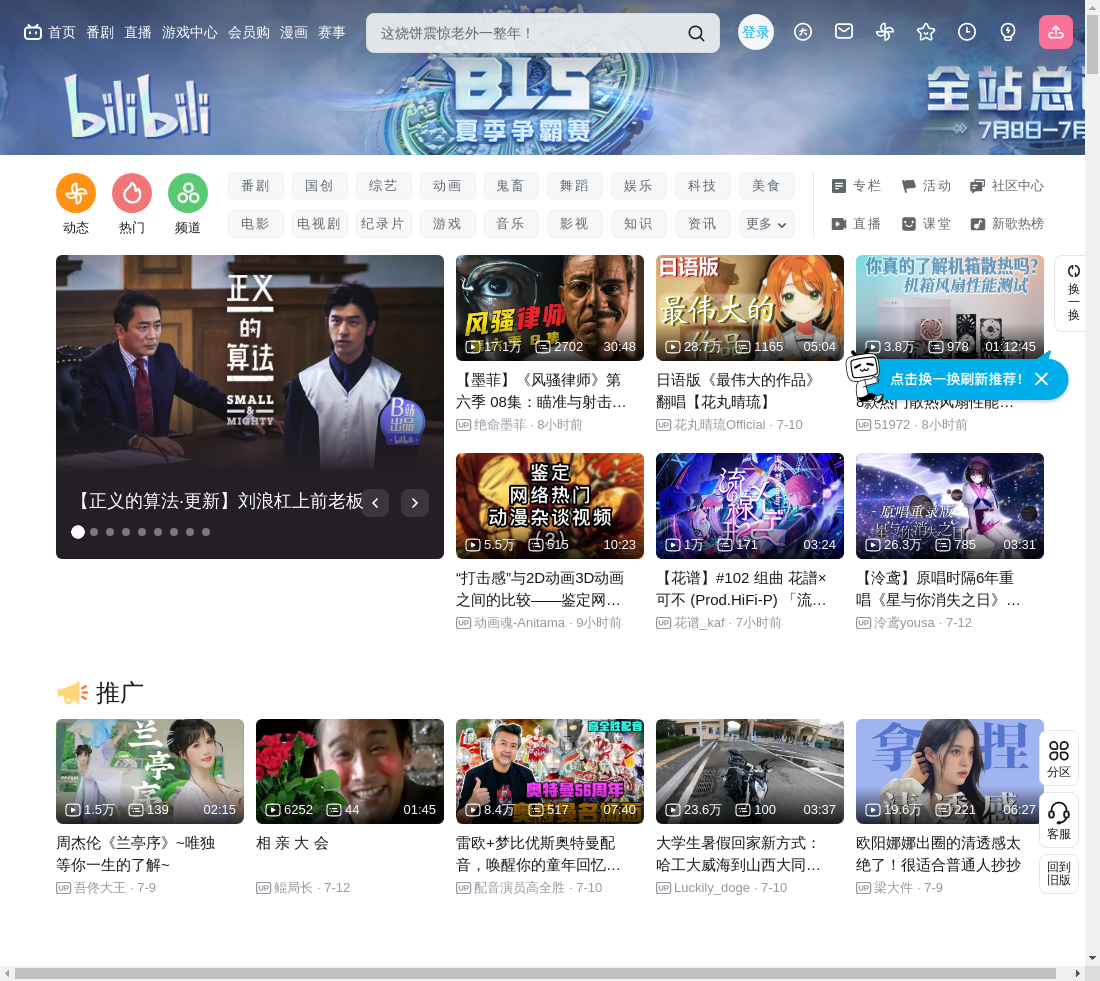 首页 番剧 直播 游戏中心 会员购 漫画 赛事
这烧饼震惊老外一整年！
登录
bilibili
BLS
夏季争霸赛
全站总
7月8日—7月
动态
热门
频道
番剧 国创 综艺 动画 鬼畜 舞蹈 娱乐 科技 美食
电影 电视剧 纪录片 游戏 音乐 影视 知识 资讯 更多
专栏 活动 社区中心
直播 课堂 新歌热榜
换一换
正义的算法
SMALL & MIGHTY
B站出品
bilibili
【正义的算法·更新】刘浪杠上前老板
风骚律师
17.1万 2702 30:48
【墨菲】《风骚律师》第
六季 08集：瞄准与射击…
UP 绝命墨菲 · 8小时前
日语版
最伟大的作品
28.7万 1165 05:04
日语版《最伟大的作品》
翻唱【花丸晴琉】
UP 花丸晴琉Official · 7-10
你真的了解机箱散热吗？
机箱风扇性能测试
3.8万 978 01:12:45
点击换一换刷新推荐！
8款热门散热风扇性能…
UP 51972 · 8小时前
鉴定
网络热门
动漫杂谈视频
（3）
5.5万 515 10:23
“打击感”与2D动画3D动画
之间的比较——鉴定网…
UP 动画魂-Anitama · 9小时前
1万 171 03:24
【花谱】#102 组曲 花譜×
可不 (Prod.HiFi-P) 「流…
UP 花谱_kaf · 7小时前
- 原唱重录版 -
星与你消失之日
26.3万 785 03:31
【泠鸢】原唱时隔6年重
唱《星与你消失之日》…
UP 泠鸢yousa · 7-12
推广
兰亭序
1.5万 139 02:15
周杰伦《兰亭序》~唯独
等你一生的了解~
UP 吾佟大王 · 7-9
6252 44 01:45
相 亲 大 会
UP 鲲局长 · 7-12
高全胜配音
奥特曼56周年
8.4万 517 07:40
雷欧+梦比优斯奥特曼配
音，唤醒你的童年回忆…
UP 配音演员高全胜 · 7-10
23.6万 100 03:37
大学生暑假回家新方式：
哈工大威海到山西大同…
UP Luckily_doge · 7-10
拿捏
清透感
19.6万 221 06:27
欧阳娜娜出圈的清透感太
绝了！很适合普通人抄抄
UP 梁大件 · 7-9
分区
客服
回到
旧版